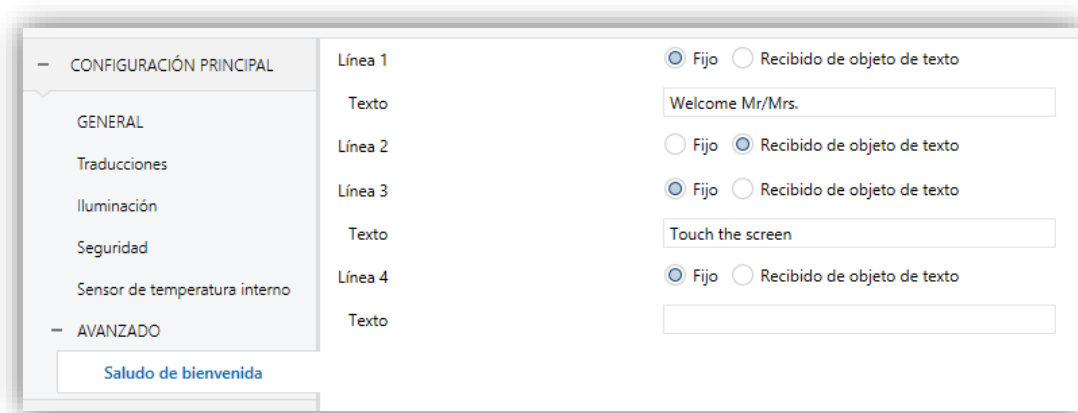 CONFIGURACIÓN PRINCIPAL
GENERAL
Traducciones
Iluminación
Seguridad
Sensor de temperatura interno
AVANZADO
Saludo de bienvenida
Línea 1 Fijo Recibido de objeto de texto
Texto Welcome Mr/Mrs.
Línea 2 Fijo Recibido de objeto de texto
Línea 3 Fijo Recibido de objeto de texto
Texto Touch the screen
Línea 4 Fijo Recibido de objeto de texto
Texto